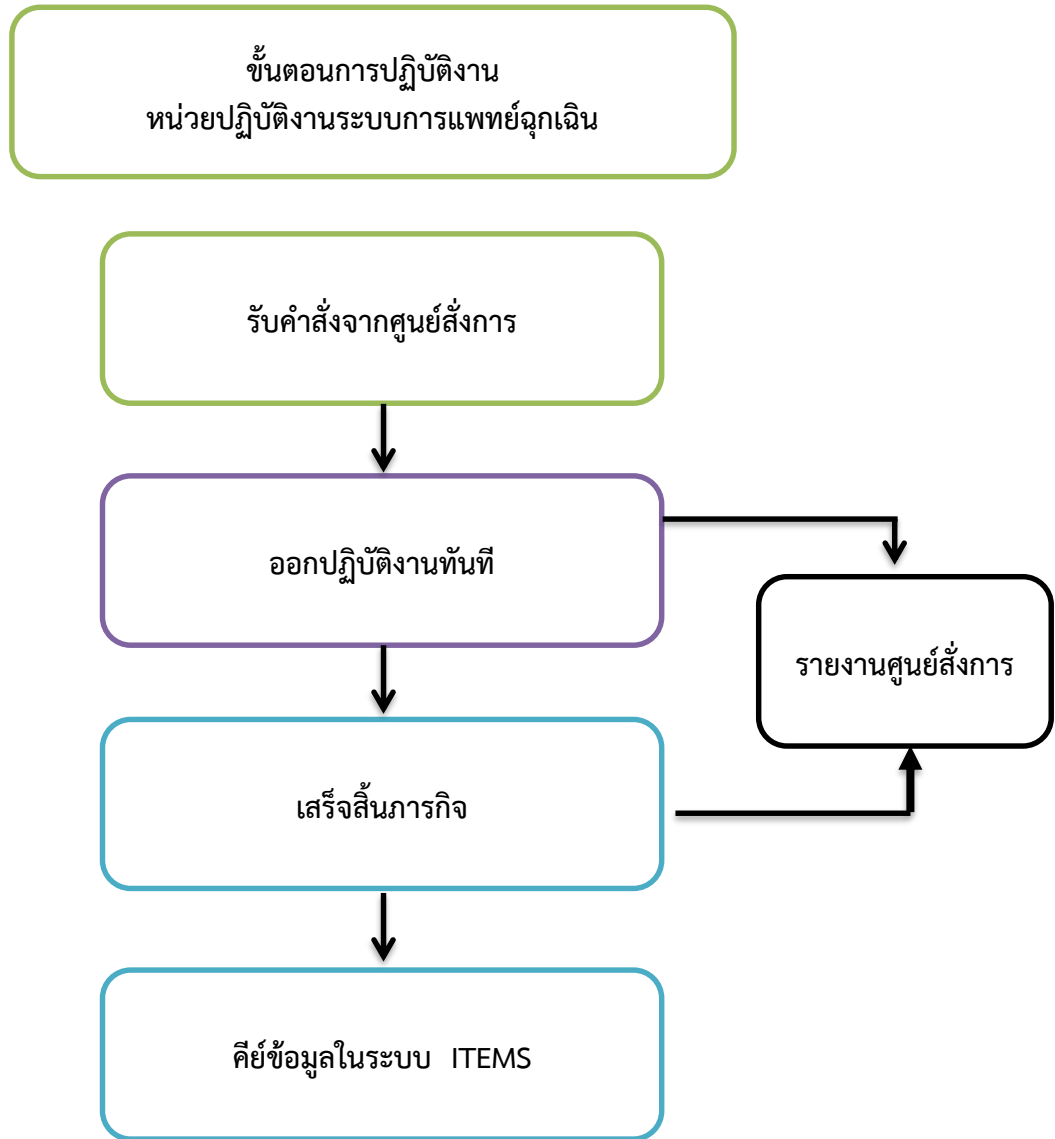 ขั้นตอนการปฏิบัติงาน
หน่วยปฏิบัติงานระบบการแพทย์ฉุกเฉิน
รับคำสั่งจากศูนย์สั่งการ
ออกปฏิบัติงานทันที
รายงานศูนย์สั่งการ
เสร็จสิ้นภารกิจ
คีย์ข้อมูลในระบบ ITEMS